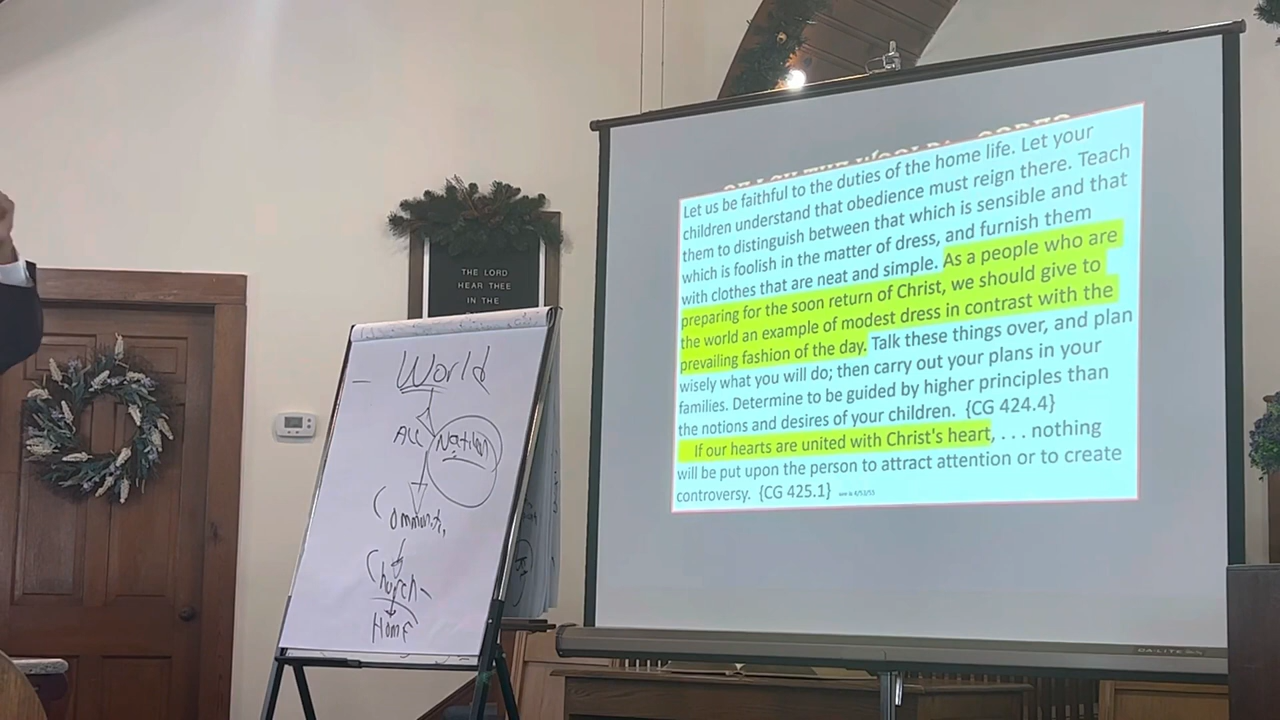 Let us be faithful to the duties of the home life. Let your
children understand that obedience must reign there. Teach
them to distinguish between that which is sensible and that
which is foolish in the matter of dress, and furnish them
with clothes that are neat and simple. As a people who are
preparing for the soon return of Christ, we should give to
the world an example of modest dress in contrast with the
prevailing fashion of the day. Talk these things over, and plan
wisely what you will do; then carry out your plans in your
families. Determine to be guided by higher principles than
the notions and desires of your children. {CG 424.4}
If our hearts are united with Christ's heart, . . . nothing
will be put upon the person to attract attention or to create
controversy. {CG 425.1}
THE LORD
HEAR THEE
IN THE
World
All Nation
Community
Church
Home
DA-LITE